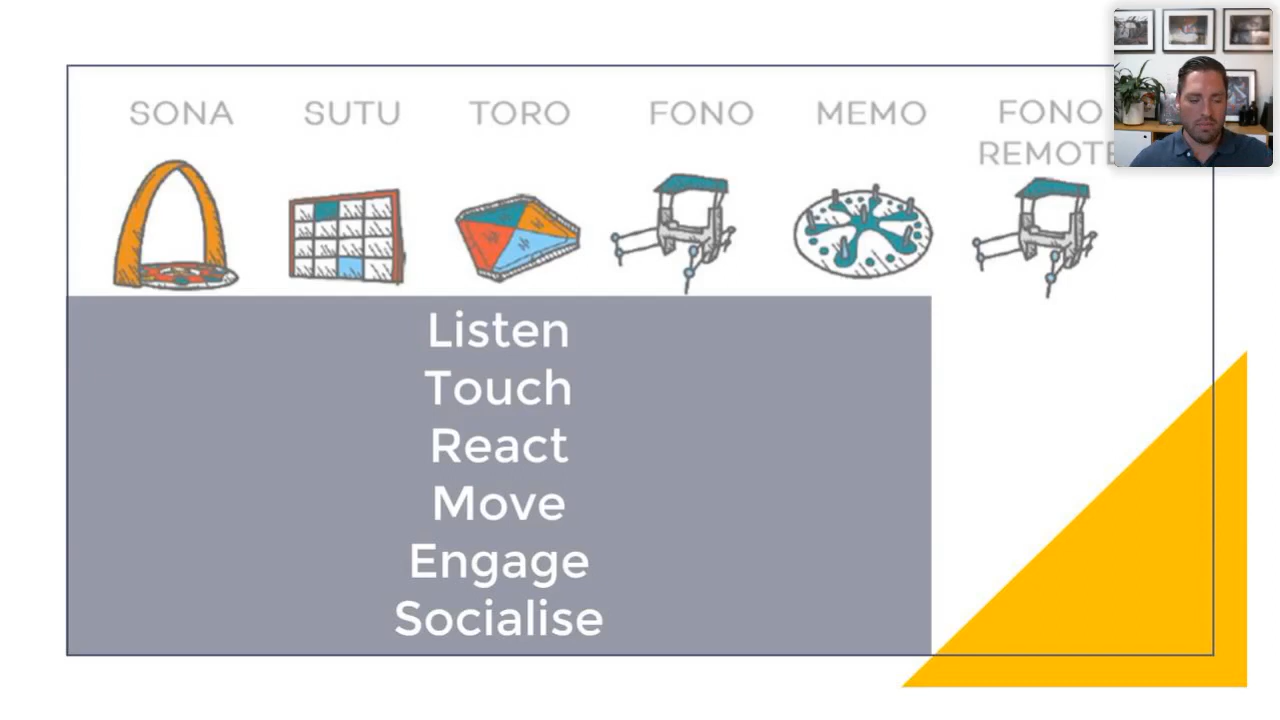 SONA
SUTU
TORO
FONO
MEMO
FONO
REMOTE
Listen
Touch
React
Move
Engage
Socialise